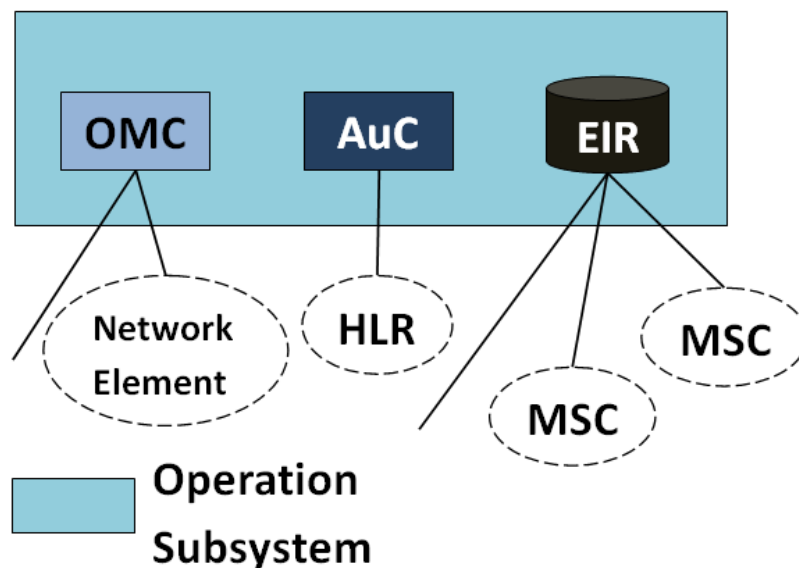 OMC
AuC
EIR
Network
Element
HLR
MSC
MSC
Operation
Subsystem